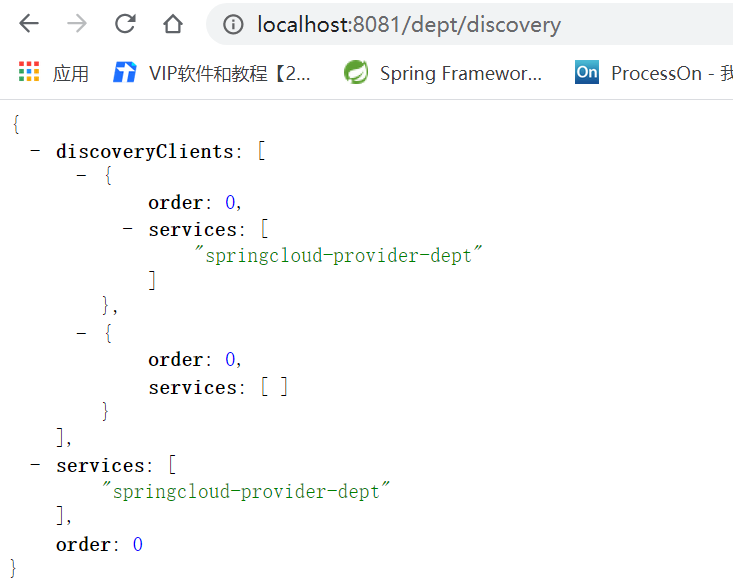 localhost:8081/dept/discovery
应用 VIP软件和教程【2... Spring Framewor... On ProcessOn - 我
{
- discoveryClients: [
- {
order: 0,
- services: [
"springcloud-provider-dept"
]
},
- {
order: 0,
services: [ ]
}
],
- services: [
"springcloud-provider-dept"
],
order: 0
}